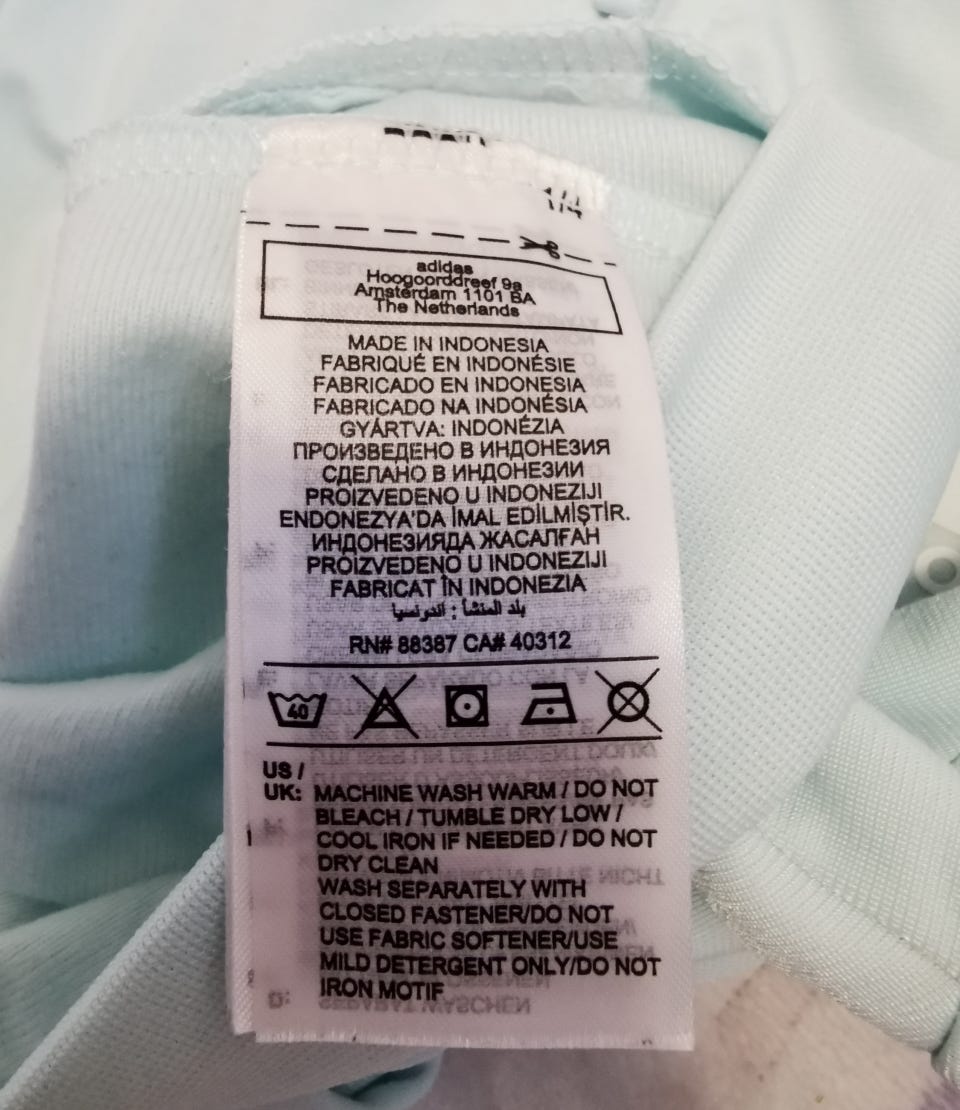 1/4
adidas
Hoogoorddreef 9a
Amsterdam 1101 BA
The Netherlands
MADE IN INDONESIA
FABRIQUÉ EN INDONÉSIE
FABRICADO EN INDONESIA
FABRICADO NA INDONÉSIA
GYÁRTVA: INDONÉZIA
ПРОИЗВЕДЕНО В ИНДОНЕЗИЯ
СДЕЛАНО В ИНДОНЕЗИИ
PROIZVEDENO U INDONEZIJI
ENDONEZYA'DA İMAL EDİLMİŞTİR.
ИНДОНЕЗИЯДА ЖАСАЛҒАН
PROIZVEDENO U INDONEZIJI
FABRICAT ÎN INDONEZIA
بلد المنشأ : اندونسيا
RN# 88387 CA# 40312
40
US /
UK: MACHINE WASH WARM / DO NOT
BLEACH / TUMBLE DRY LOW /
COOL IRON IF NEEDED / DO NOT
DRY CLEAN
WASH SEPARATELY WITH
CLOSED FASTENER/DO NOT
USE FABRIC SOFTENER/USE
MILD DETERGENT ONLY/DO NOT
IRON MOTIF